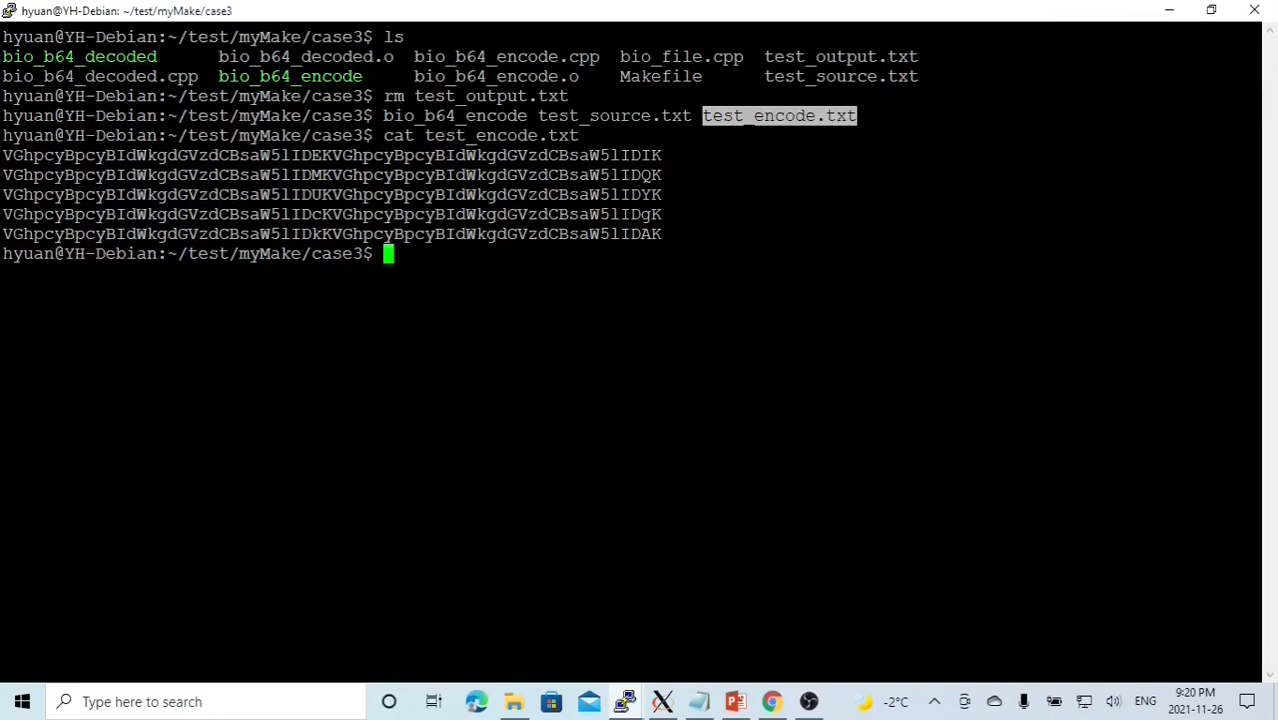 hyuan@YH-Debian: ~/test/myMake/case3
hyuan@YH-Debian:~/test/myMake/case3$ ls
bio_b64_decoded bio_b64_decoded.o bio_b64_encode.cpp bio_file.cpp test_output.txt
bio_b64_decoded.cpp bio_b64_encode bio_b64_encode.o Makefile test_source.txt
hyuan@YH-Debian:~/test/myMake/case3$ rm test_output.txt
hyuan@YH-Debian:~/test/myMake/case3$ bio_b64_encode test_source.txt test_encode.txt
hyuan@YH-Debian:~/test/myMake/case3$ cat test_encode.txt
VGhpcyBpcyBIdWkgdGVzdCBsaW5lIDEKVGhpcyBpcyBIdWkgdGVzdCBsaW5lIDIK
VGhpcyBpcyBIdWkgdGVzdCBsaW5lIDMKVGhpcyBpcyBIdWkgdGVzdCBsaW5lIDQK
VGhpcyBpcyBIdWkgdGVzdCBsaW5lIDUKVGhpcyBpcyBIdWkgdGVzdCBsaW5lIDYK
VGhpcyBpcyBIdWkgdGVzdCBsaW5lIDcKVGhpcyBpcyBIdWkgdGVzdCBsaW5lIDgK
VGhpcyBpcyBIdWkgdGVzdCBsaW5lIDkKVGhpcyBpcyBIdWkgdGVzdCBsaW5lIDAK
hyuan@YH-Debian:~/test/myMake/case3$
Type here to search
-2°C
ENG
9:20 PM
2021-11-26